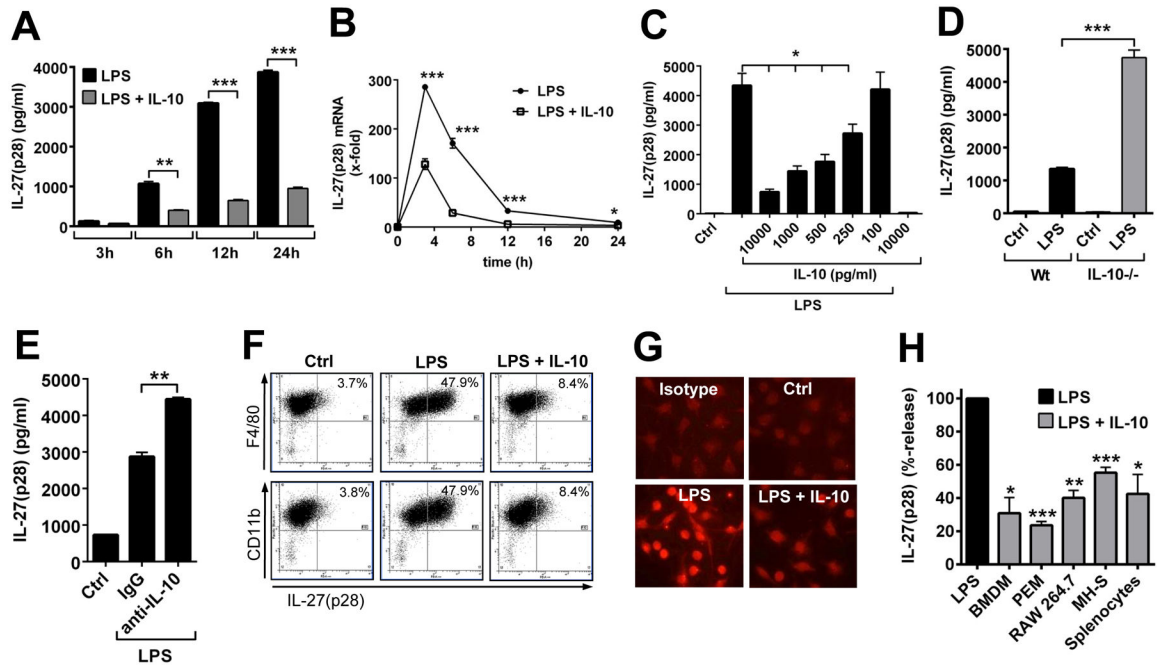 A
LPS
LPS + IL-10
IL-27(p28) (pg/ml)
4000
3000
2000
1000
0
**
***
***
3h
6h
12h
24h
B
IL-27(p28) mRNA
(x-fold)
300
200
100
0
***
***
***
*
LPS
LPS + IL-10
0
4
8
12
16
20
24
time (h)
C
IL-27(p28) (pg/ml)
5000
4000
3000
2000
1000
0
*
Ctrl
10000
1000
500
250
100
10000
IL-10 (pg/ml)
LPS
D
IL-27(p28) (pg/ml)
5000
4000
3000
2000
1000
0
***
Ctrl
LPS
Ctrl
LPS
Wt
IL-10-/-
E
IL-27(p28) (pg/ml)
5000
4000
3000
2000
1000
0
**
Ctrl
IgG
anti-IL-10
LPS
F
Ctrl
LPS
LPS + IL-10
F4/80
3.7%
47.9%
8.4%
CD11b
3.8%
47.9%
8.4%
IL-27(p28)
G
Isotype
Ctrl
LPS
LPS + IL-10
H
IL-27(p28) (%-release)
100
80
60
40
20
0
LPS
LPS + IL-10
*
***
**
***
*
LPS
BMDM
PEM
RAW 264.7
MH-S
Splenocytes